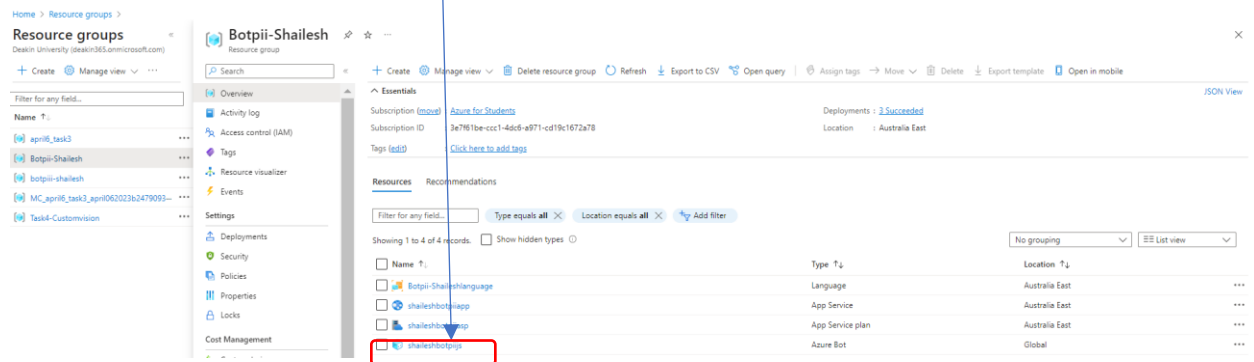 Home > Resource groups >
Resource groups
Deakin University (deakin365.onmicrosoft.com)
Create Manage view
Filter for any field...
Name
april6_task3
Botpii-Shailesh
botpiii-shailesh
MC_april6_task3_april062023b2479093—
Task4-Customvision
Botpii-Shailesh
Resource group
Search
Overview
Activity log
Access control (IAM)
Tags
Resource visualizer
Events
Settings
Deployments
Security
Policies
Properties
Locks
Cost Management
Create Manage view Delete resource group Refresh Export to CSV Open query Assign tags Move Delete Export template Open in mobile
Essentials JSON View
Subscription (move) : Azure for Students Deployments : 3 Succeeded
Subscription ID : 3e7f61be-ccc1-4dc6-a971-cd19c1672a78 Location : Australia East
Tags (edit) : Click here to add tags
Resources Recommendations
Filter for any field... Type equals all Location equals all Add filter
Showing 1 to 4 of 4 records. Show hidden types No grouping List view
Name Type Location
Botpii-Shaileshlanguage Language Australia East
shaileshbotpiiapp App Service Australia East
App Service plan Australia East
shaileshbotpiijs Azure Bot Global